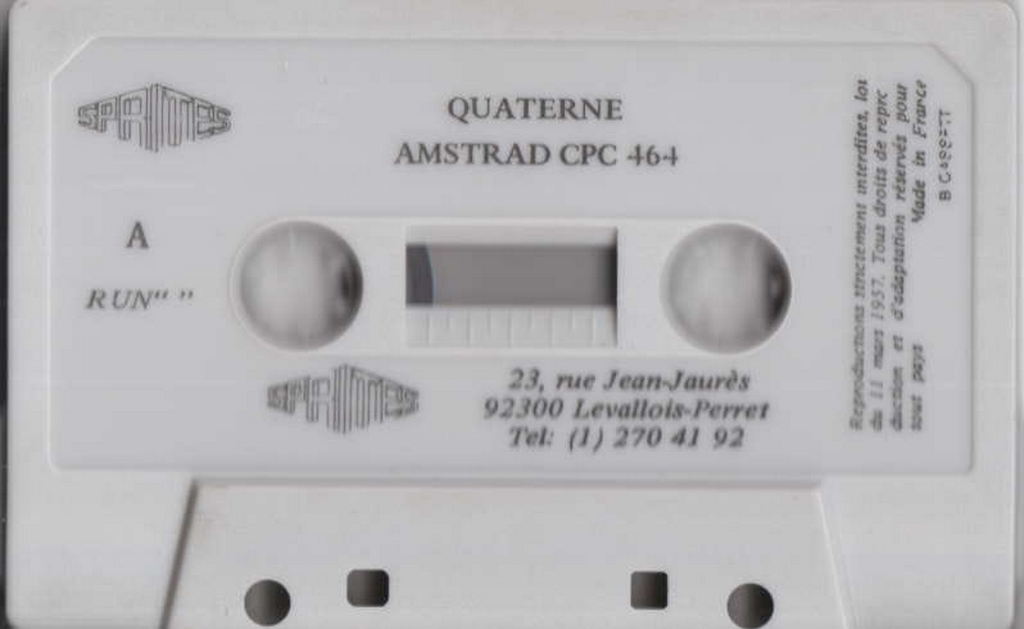 SPRITES
QUATERNE
AMSTRAD CPC 464
A
RUN“ ”
SPRITES
23, rue Jean-Jaurès
92300 Levallois-Perret
Tel: (1) 270 41 92
Reproductions strictement interdites, loi
du 11 mars 1957. Tous droits de repro
duction et d'adaptation réservés pour
tout pays Made in France